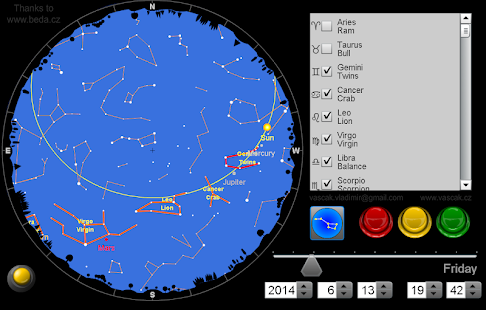 Thanks to
www.beda.cz
N
E
W
S
Sun
Mercury
Gemini
Twins
Jupiter
Cancer
Crab
Leo
Lion
Virgo
Virgin
Mars
Aries
Ram
Taurus
Bull
Gemini
Twins
Cancer
Crab
Leo
Lion
Virgo
Virgin
Libra
Balance
Scorpio
Scorpion
vascak.vladimir@gmail.com www.vascak.cz
Friday
2014 6 13 19 42